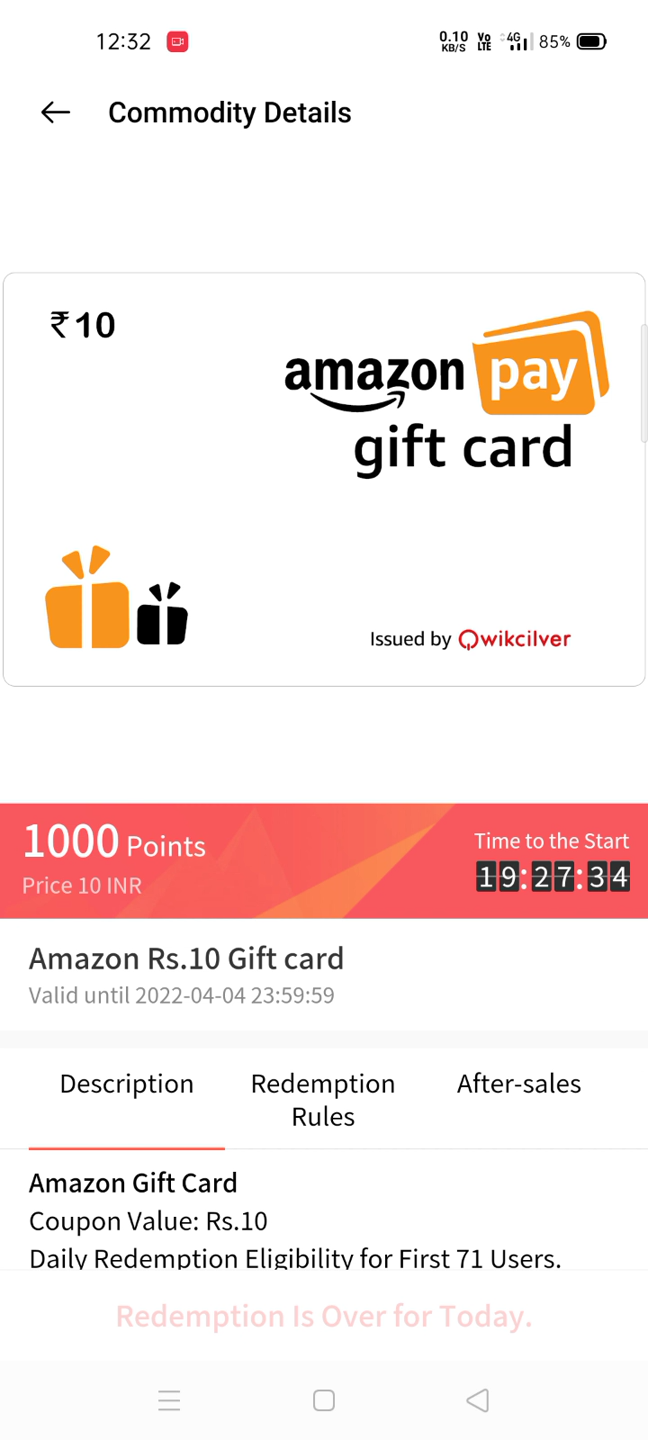 12:32 0.10 KB/S Vo LTE 4G 85%
Commodity Details
₹10
amazon pay
gift card
Issued by Qwikcilver
1000 Points
Time to the Start
Price 10 INR
19:27:34
Amazon Rs.10 Gift card
Valid until 2022-04-04 23:59:59
Description
Redemption
Rules
After-sales
Amazon Gift Card
Coupon Value: Rs.10
Daily Redemption Eligibility for First 71 Users.
Redemption Is Over for Today.